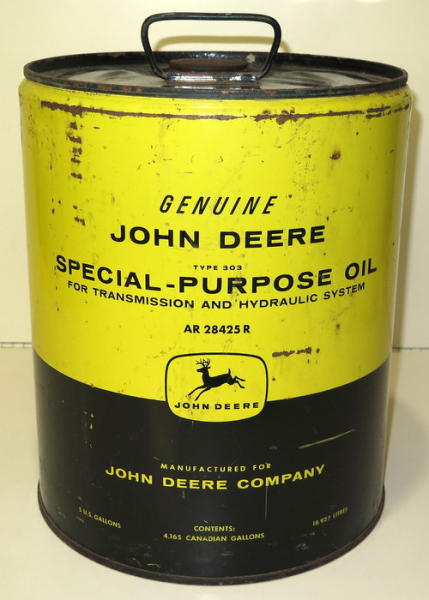 GENUINE
JOHN DEERE
TYPE 303
SPECIAL-PURPOSE OIL
FOR TRANSMISSION AND HYDRAULIC SYSTEM
AR 28425 R
JOHN DEERE
MANUFACTURED FOR
JOHN DEERE COMPANY
5 U.S. GALLONS
CONTENTS:
4.165 CANADIAN GALLONS
18.927 LITRES